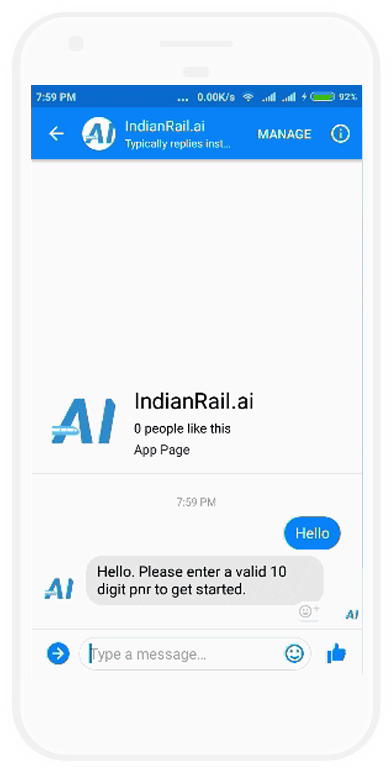 7:59 PM ... 0.00K/s 92%
AI IndianRail.ai MANAGE
Typically replies inst...
AI IndianRail.ai
0 people like this
App Page
7:59 PM
Hello
Hello. Please enter a valid 10
AI digit pnr to get started.
AI
Type a message...